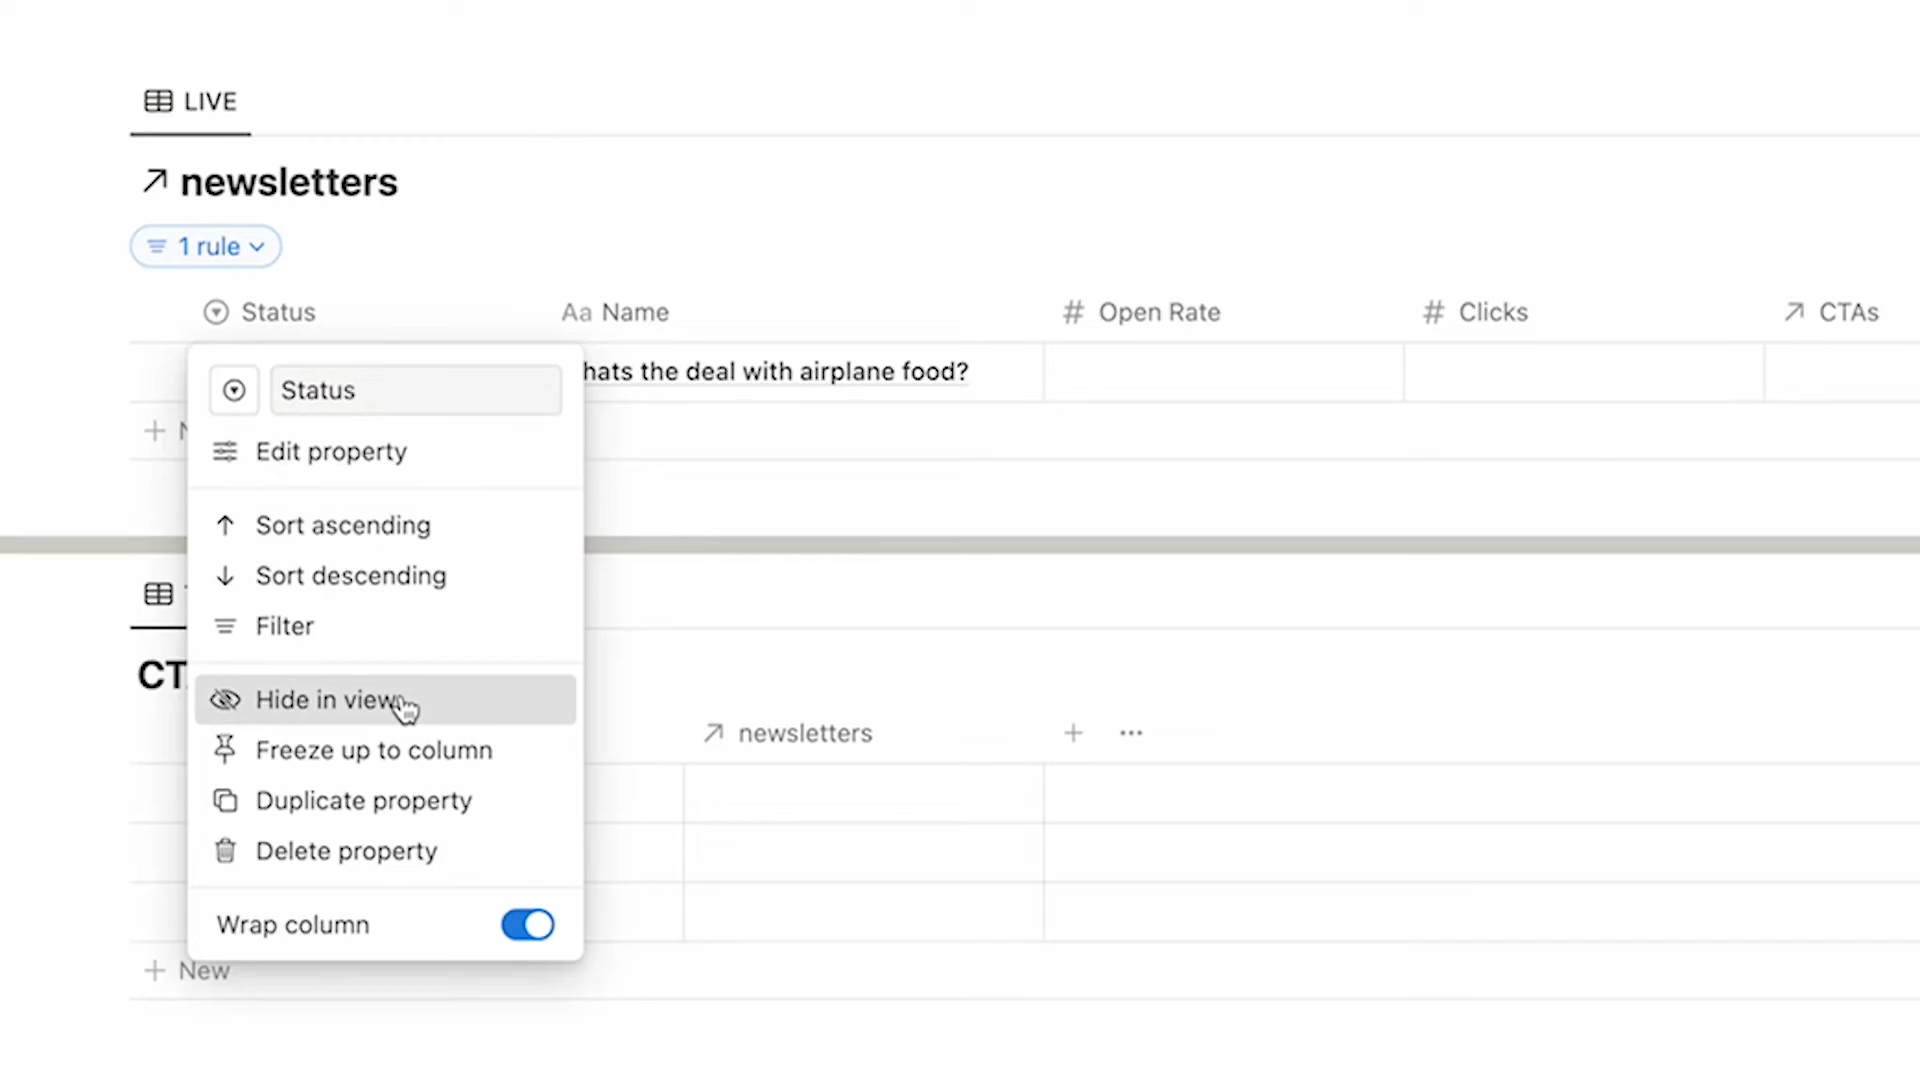 LIVE
newsletters
1 rule
Status
Aa Name
# Open Rate
# Clicks
CTAs
hats the deal with airplane food?
Status
Edit property
Sort ascending
Sort descending
Filter
CT
Hide in view
newsletters
+ ...
Freeze up to column
Duplicate property
Delete property
Wrap column
+ New